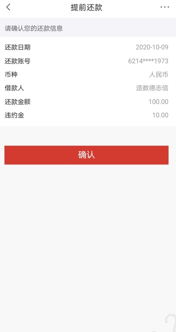 提前还款
请确认您的还款信息
还款日期 2020-10-09
还款账号 6214****1973
币种 人民币
借款人 适数德志信
还款金额 100.00
违约金 10.00
确认